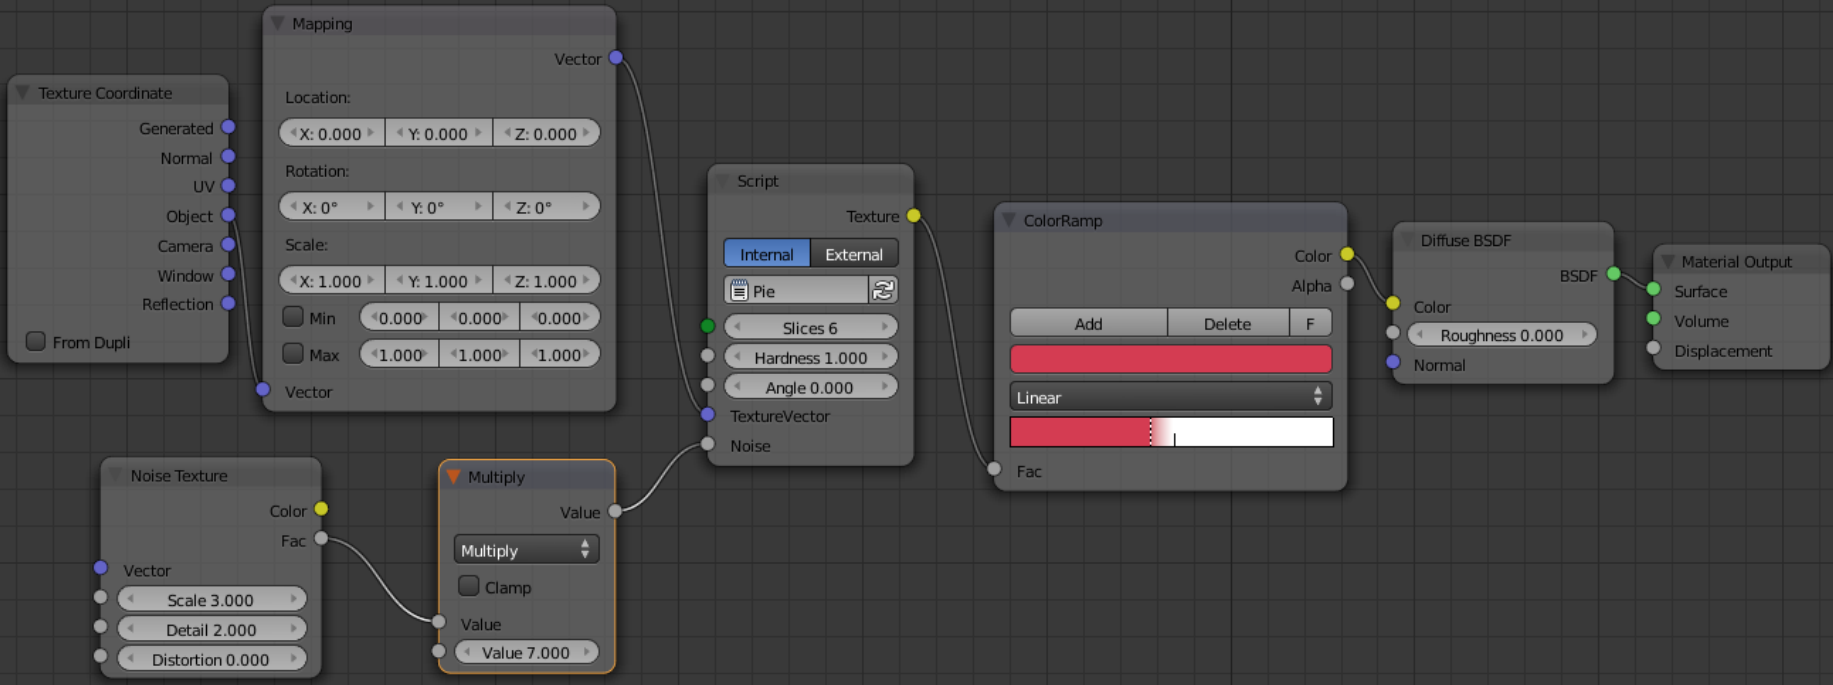 Texture Coordinate
Generated
Normal
UV
Object
Camera
Window
Reflection
From Dupli
Mapping
Vector
Location:
X: 0.000 Y: 0.000 Z: 0.000
Rotation:
X: 0° Y: 0° Z: 0°
Scale:
X: 1.000 Y: 1.000 Z: 1.000
Min 0.000 0.000 0.000
Max 1.000 1.000 1.000
Vector
Noise Texture
Color
Fac
Vector
Scale 3.000
Detail 2.000
Distortion 0.000
Multiply
Value
Multiply
Clamp
Value
Value 7.000
Script
Texture
Internal External
Pie
Slices 6
Hardness 1.000
Angle 0.000
TextureVector
Noise
ColorRamp
Color
Alpha
Add Delete F
Linear
Fac
Diffuse BSDF
BSDF
Color
Roughness 0.000
Normal
Material Output
Surface
Volume
Displacement